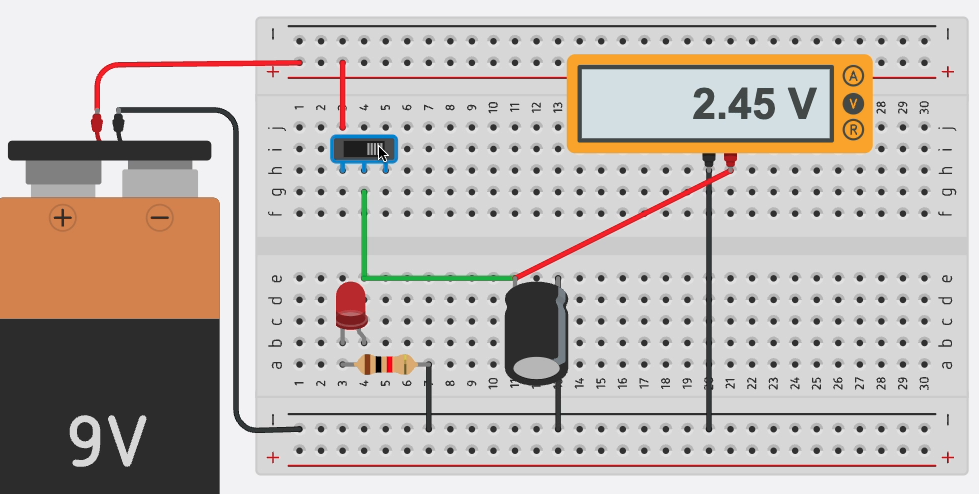 − −
+ +
1 2 3 4 5 6 7 8 9 10 11 12 13 28 29 30
2.45 V
A
V
R
j j
i i
h h
g g
f f
+ −
9V
e e
d d
c c
b b
a a
1 2 3 4 5 6 7 8 9 10 11 12 13 14 15 16 17 18 19 20 21 22 23 24 25 26 27 28 29 30
− −
+ +